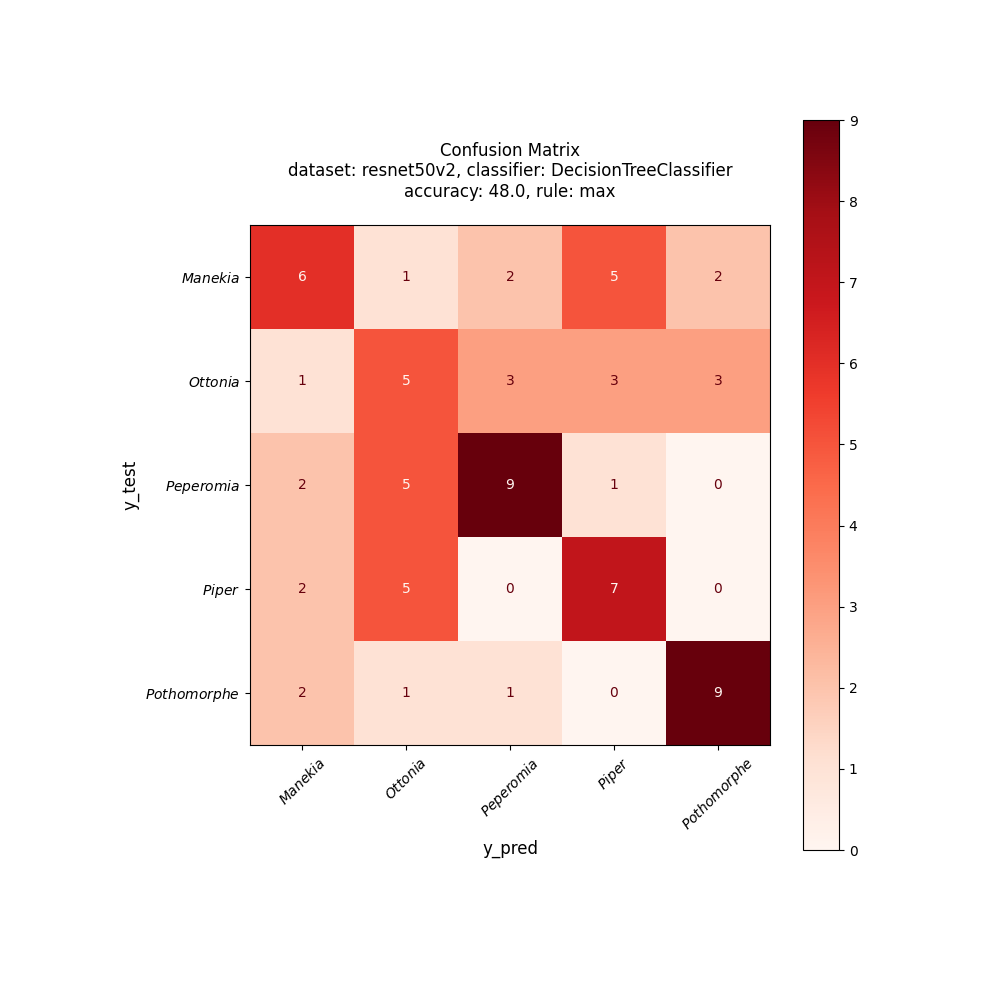 Confusion Matrix
dataset: resnet50v2, classifier: DecisionTreeClassifier
accuracy: 48.0, rule: max
Manekia 6 1 2 5 2
Ottonia 1 5 3 3 3
Peperomia 2 5 9 1 0
Piper 2 5 0 7 0
Pothomorphe 2 1 1 0 9
y_test
Manekia Ottonia Peperomia Piper Pothomorphe
y_pred
9
8
7
6
5
4
3
2
1
0